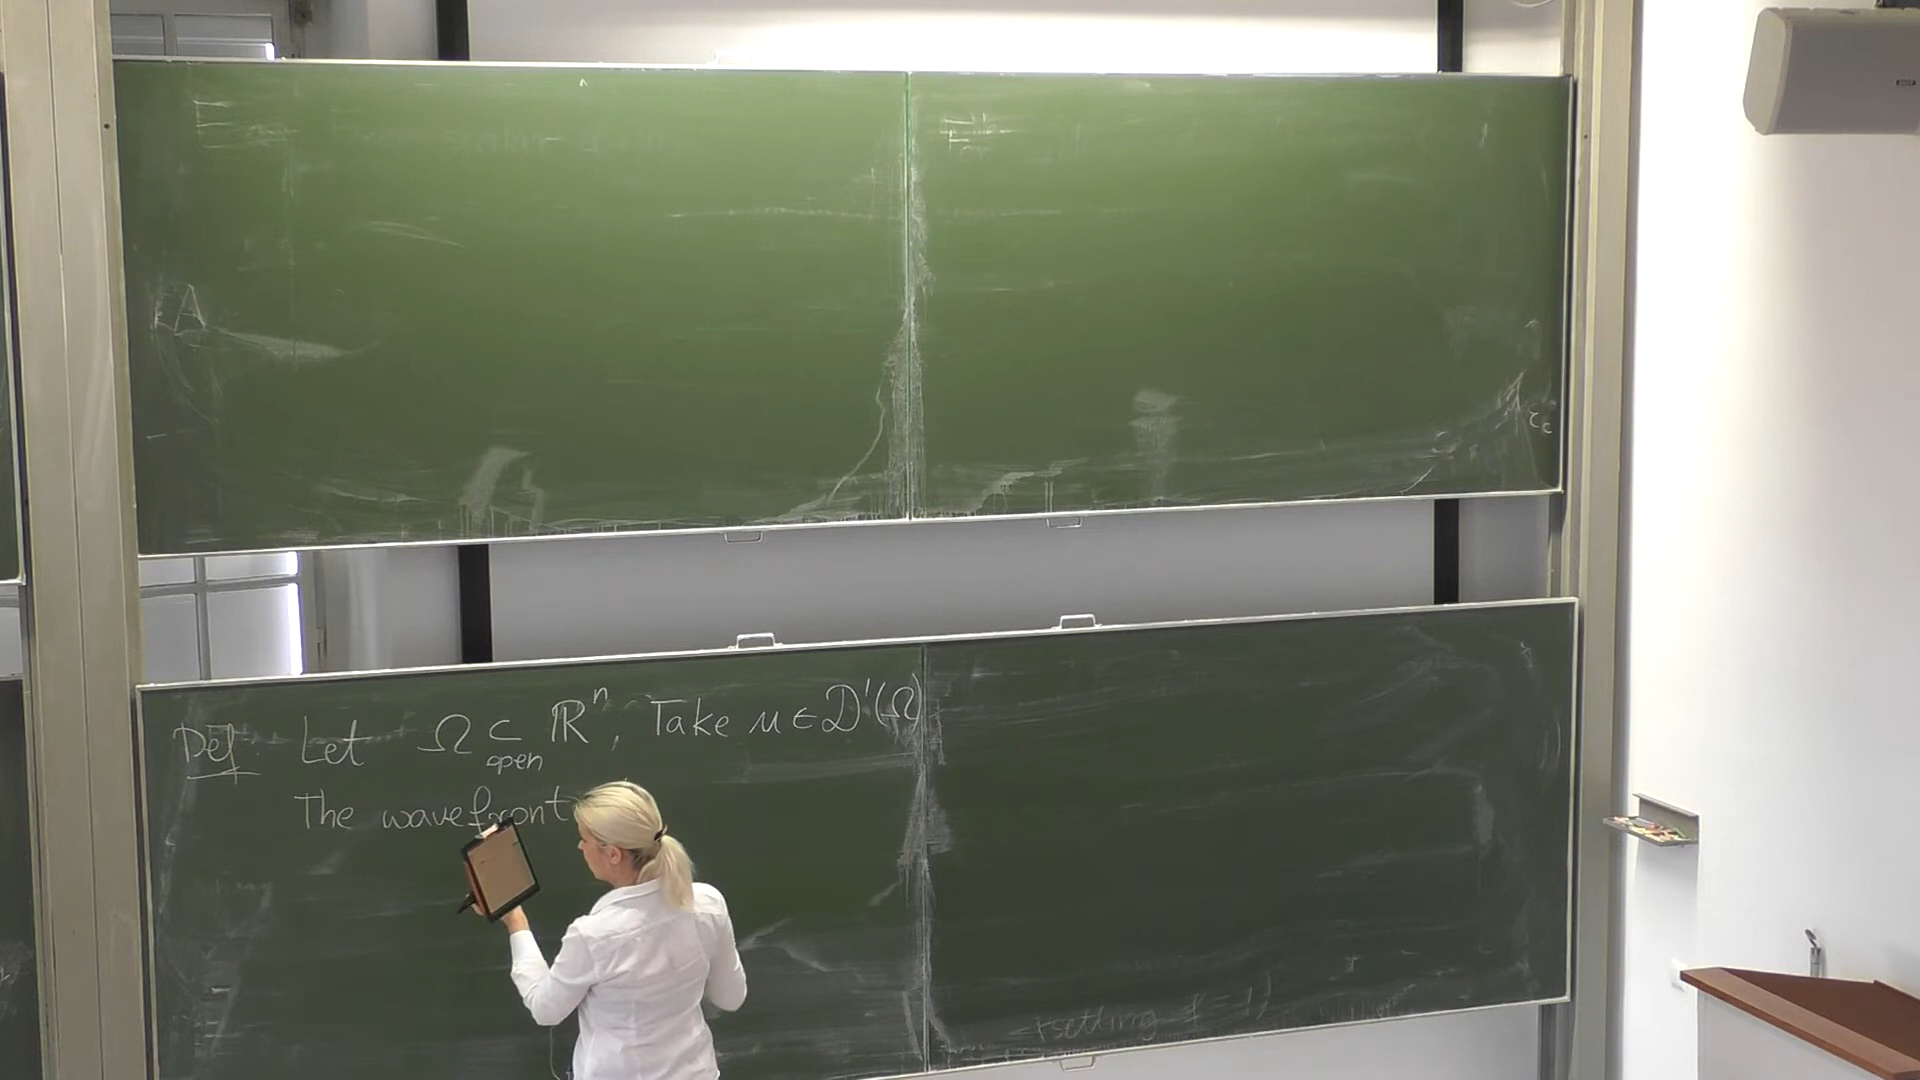 Def. Let Ω ⊂ ℝⁿ, Take u ∈ 𝒟'(Ω)
open
The wavefront